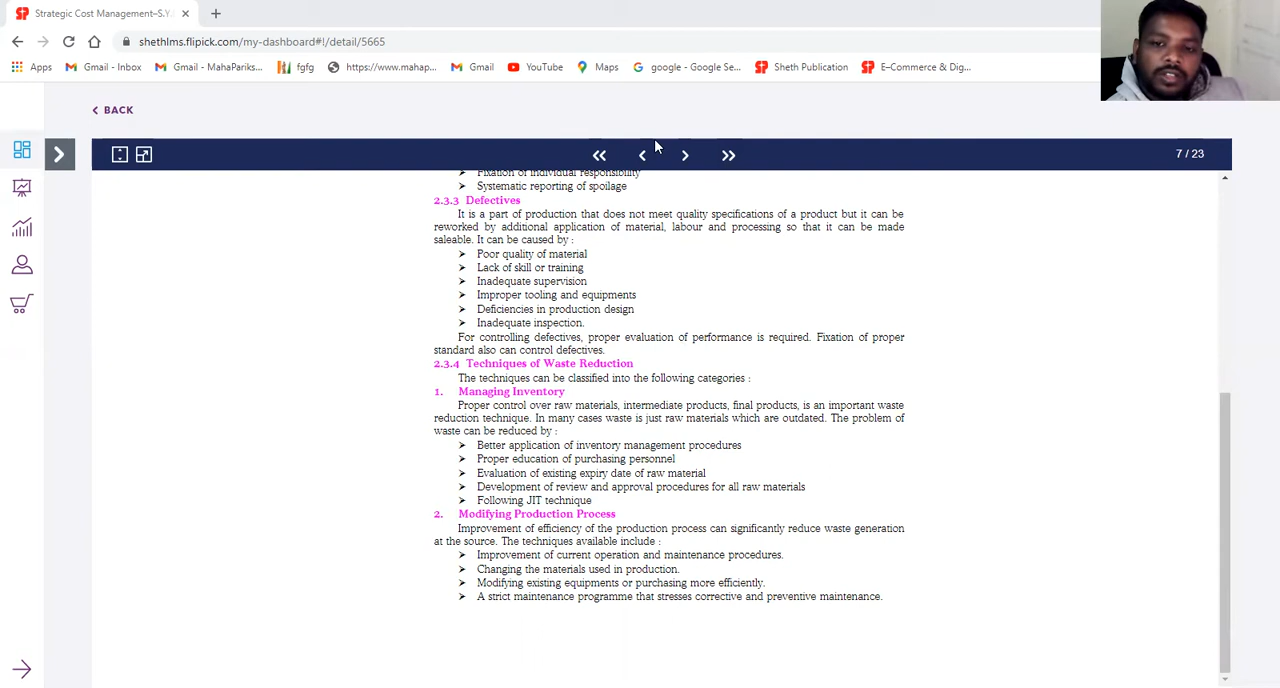 Strategic Cost Management–S.Y.
shethlms.flipick.com/my-dashboard#!/detail/5665
Apps Gmail - Inbox Gmail - MahaPariks... fgfg https://www.mahap... Gmail YouTube Maps google - Google Se... Sheth Publication E–Commerce & Dig...
BACK
7 / 23
➤ Fixation of individual responsibility
➤ Systematic reporting of spoilage
2.3.3 Defectives
It is a part of production that does not meet quality specifications of a product but it can be
reworked by additional application of material, labour and processing so that it can be made
saleable. It can be caused by :
➤ Poor quality of material
➤ Lack of skill or training
➤ Inadequate supervision
➤ Improper tooling and equipments
➤ Deficiencies in production design
➤ Inadequate inspection.
For controlling defectives, proper evaluation of performance is required. Fixation of proper
standard also can control defectives.
2.3.4 Techniques of Waste Reduction
The techniques can be classified into the following categories :
1. Managing Inventory
Proper control over raw materials, intermediate products, final products, is an important waste
reduction technique. In many cases waste is just raw materials which are outdated. The problem of
waste can be reduced by :
➤ Better application of inventory management procedures
➤ Proper education of purchasing personnel
➤ Evaluation of existing expiry date of raw material
➤ Development of review and approval procedures for all raw materials
➤ Following JIT technique
2. Modifying Production Process
Improvement of efficiency of the production process can significantly reduce waste generation
at the source. The techniques available include :
➤ Improvement of current operation and maintenance procedures.
➤ Changing the materials used in production.
➤ Modifying existing equipments or purchasing more efficiently.
➤ A strict maintenance programme that stresses corrective and preventive maintenance.